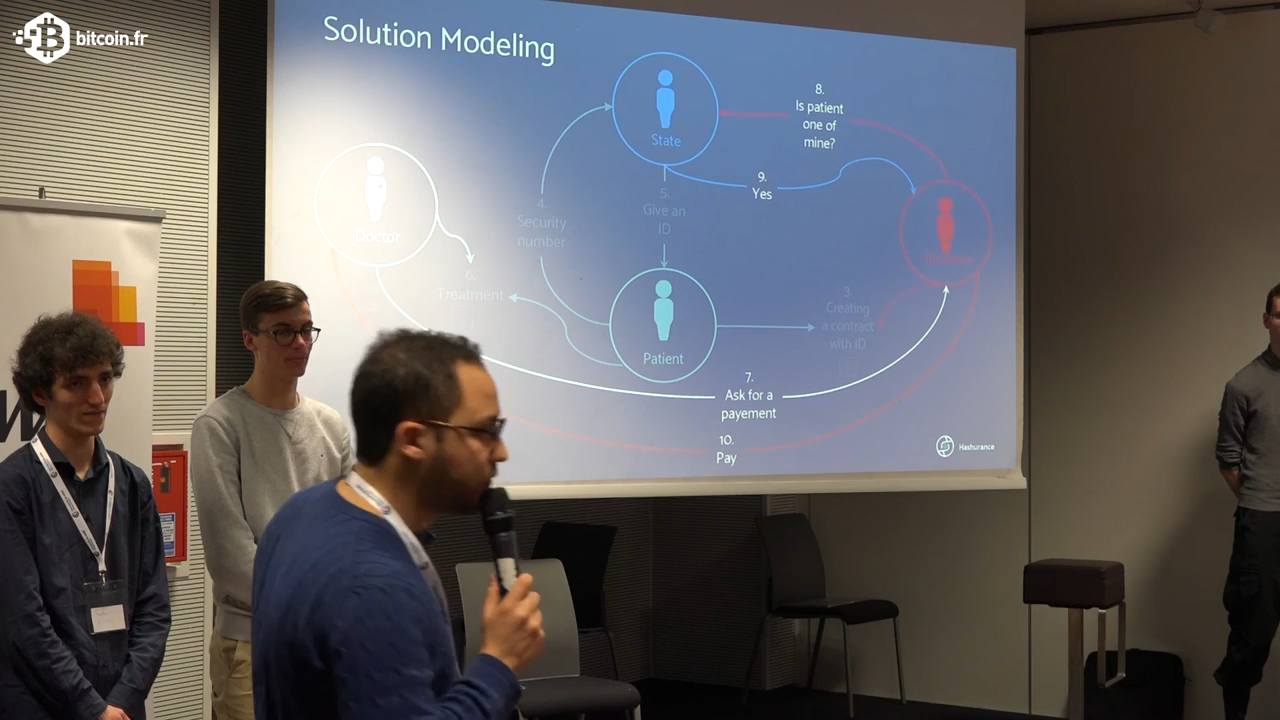 bitcoin.fr
Solution Modeling
State
8.
Is patient
one of
mine?
9.
Yes
Doctor
4.
Security
number
5.
Give an
ID
6.
Treatment
Patient
3.
Creating
a contract
with ID
7.
Ask for a
payement
10.
Pay
Hashurance